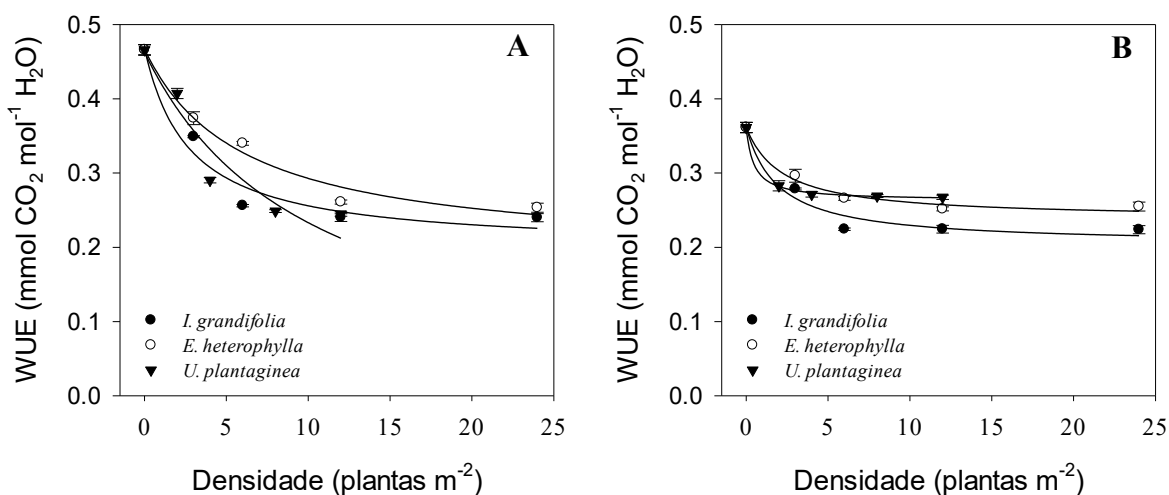 A
WUE (mmol CO₂ mol⁻¹ H₂O)
0.5
0.4
0.3
0.2
0.1
0.0
I. grandifolia
E. heterophylla
U. plantaginea
0 5 10 15 20 25
Densidade (plantas m⁻²)
B
WUE (mmol CO₂ mol⁻¹ H₂O)
0.5
0.4
0.3
0.2
0.1
0.0
I. grandifolia
E. heterophylla
U. plantaginea
0 5 10 15 20 25
Densidade (plantas m⁻²)